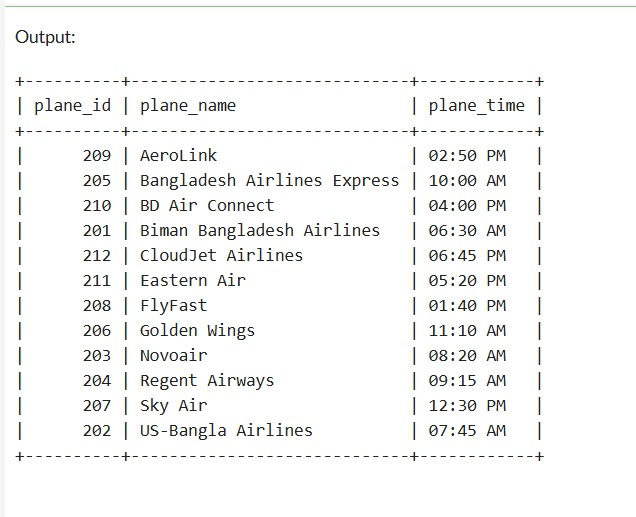 Output:
+----------+-----------------------------+------------+
| plane_id | plane_name                  | plane_time |
+----------+-----------------------------+------------+
|      209 | AeroLink                    | 02:50 PM   |
|      205 | Bangladesh Airlines Express | 10:00 AM   |
|      210 | BD Air Connect              | 04:00 PM   |
|      201 | Biman Bangladesh Airlines   | 06:30 AM   |
|      212 | CloudJet Airlines           | 06:45 PM   |
|      211 | Eastern Air                 | 05:20 PM   |
|      208 | FlyFast                     | 01:40 PM   |
|      206 | Golden Wings                | 11:10 AM   |
|      203 | Novoair                     | 08:20 AM   |
|      204 | Regent Airways              | 09:15 AM   |
|      207 | Sky Air                     | 12:30 PM   |
|      202 | US-Bangla Airlines          | 07:45 AM   |
+----------+-----------------------------+------------+